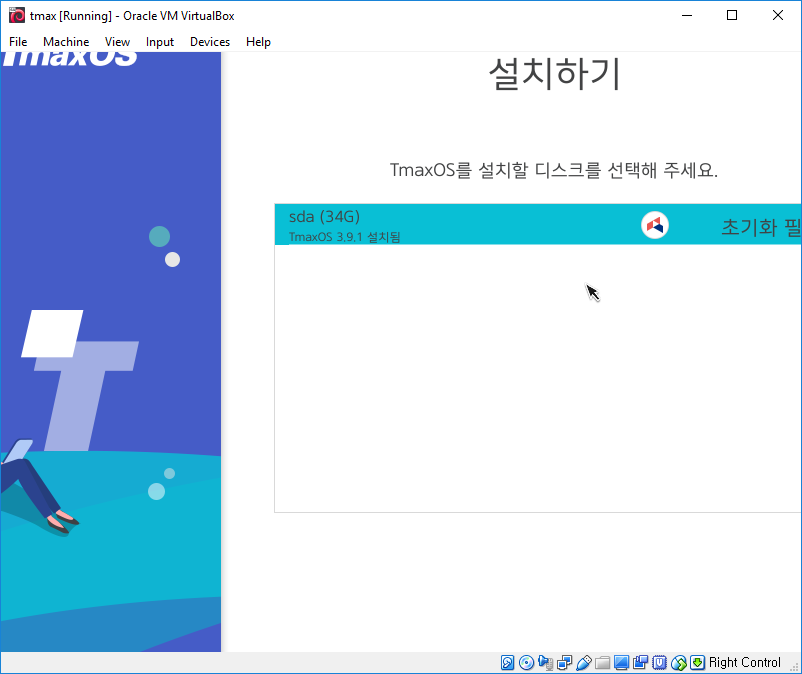 tmax [Running] - Oracle VM VirtualBox
File Machine View Input Devices Help
TmaxOS
설치하기
TmaxOS를 설치할 디스크를 선택해 주세요.
sda (34G)
초기화 필
TmaxOS 3.9.1 설치됨
Right Control